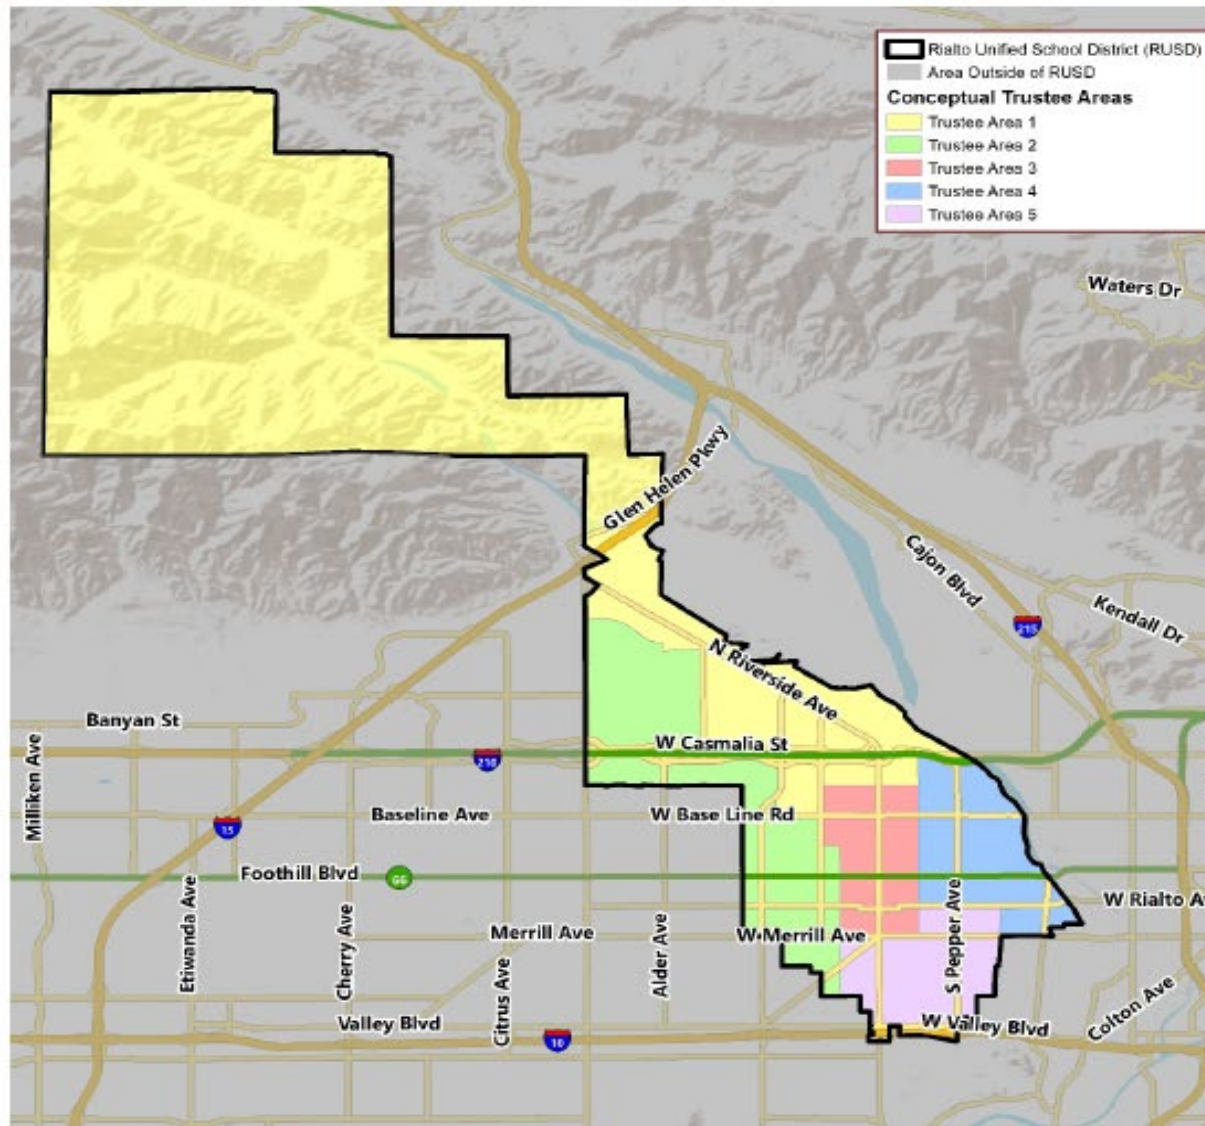 Rialto Unified School District (RUSD)
Area Outside of RUSD
Conceptual Trustee Areas
Trustee Area 1
Trustee Area 2
Trustee Area 3
Trustee Area 4
Trustee Area 5
Waters Dr
Glen Helen Pkwy
Cajon Blvd
Kendall Dr
215
N Riverside Ave
Banyan St
W Casmalia St
210
Milliken Ave
Baseline Ave
W Base Line Rd
15
Foothill Blvd
66
W Rialto A
Etiwanda Ave
Cherry Ave
Merrill Ave
Citrus Ave
Alder Ave
W Merrill Ave
S Pepper Ave
Valley Blvd
10
W Valley Blvd
Colton Ave